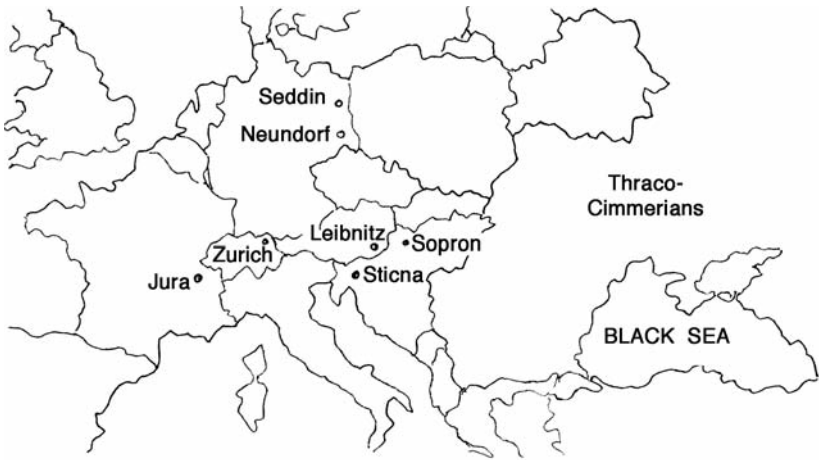 Seddin
Neundorf
Thraco-
Cimmerians
Leibnitz
Sopron
Zurich
Sticna
Jura
BLACK SEA